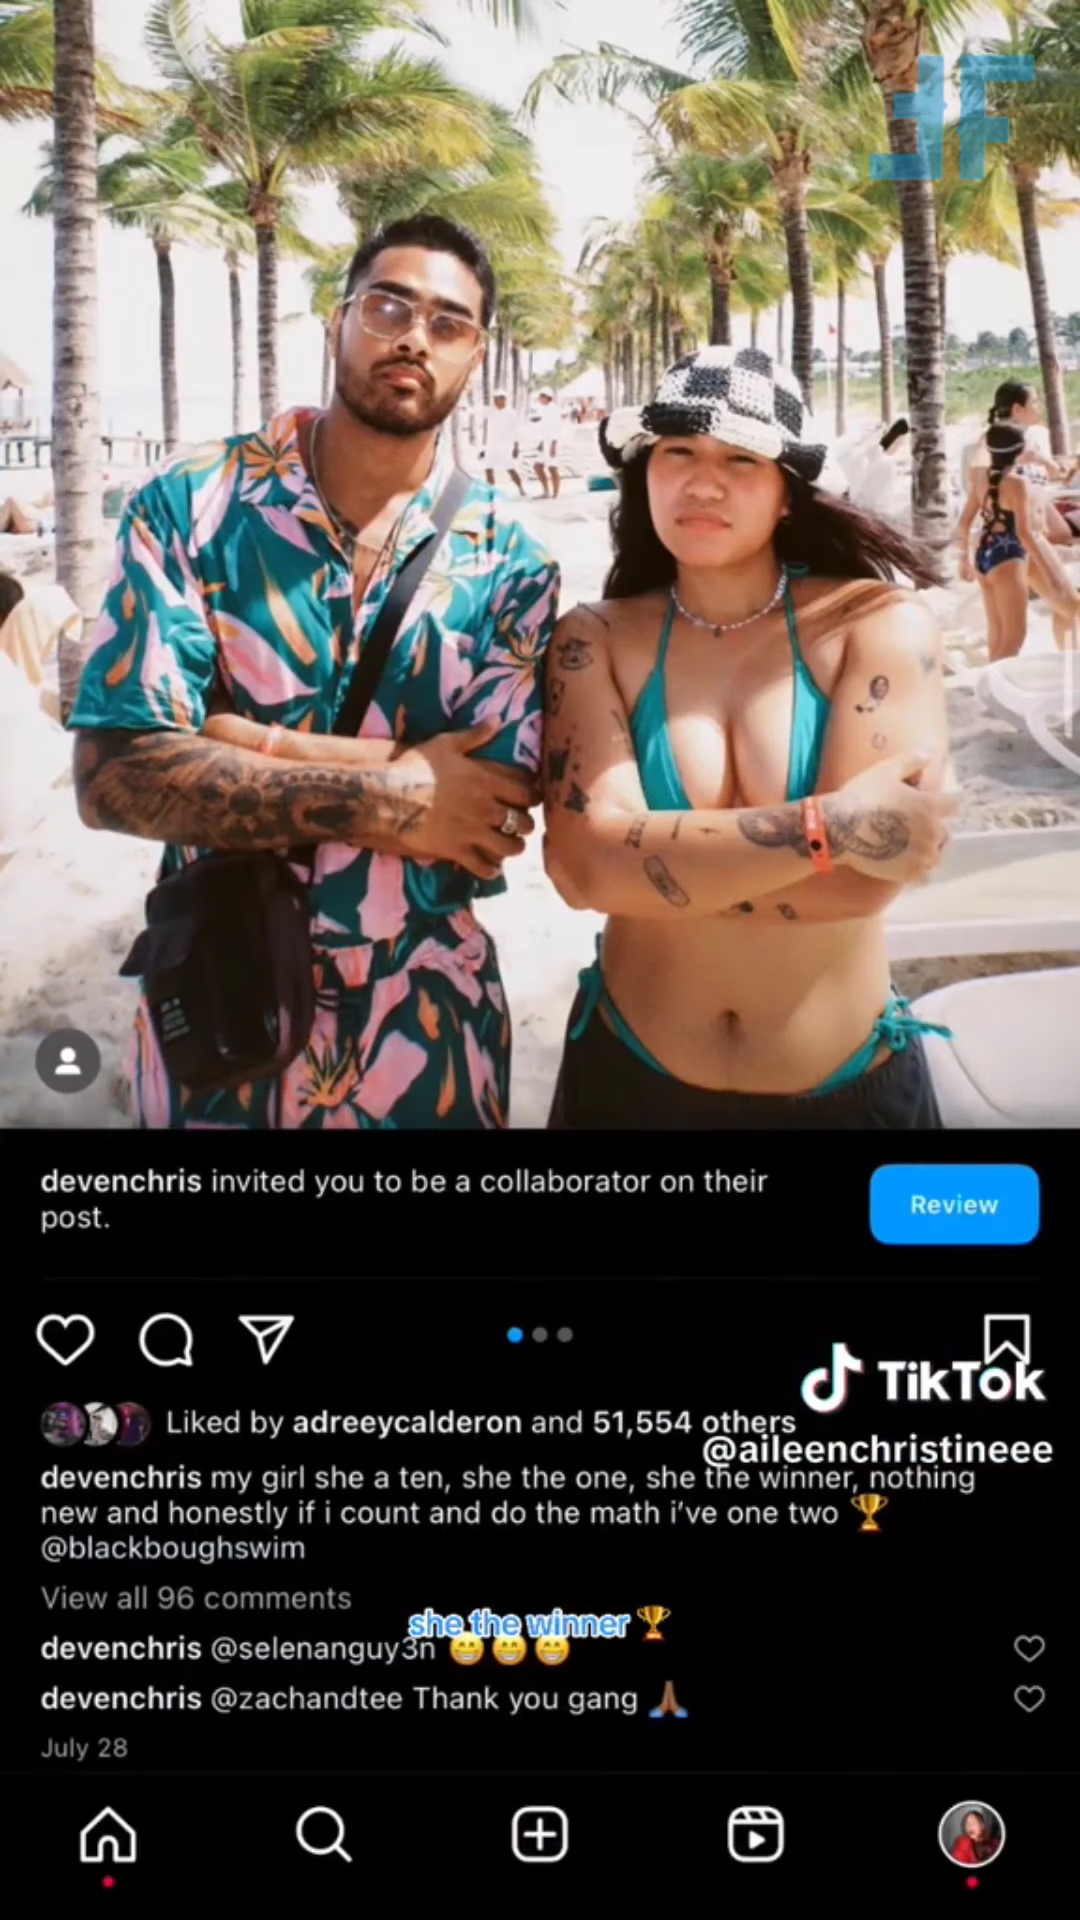 devenchris invited you to be a collaborator on their
post.
Review
Liked by adreeycalderon and 51,554 others
TikTok
@aileenchristineee
devenchris my girl she a ten, she the one, she the winner, nothing
new and honestly if i count and do the math i've one two 🏆
@blackboughswim
View all 96 comments
she the winner 🏆
devenchris @selenanguy3n 😁😁😁
devenchris @zachandtee Thank you gang 🙏🏾
July 28